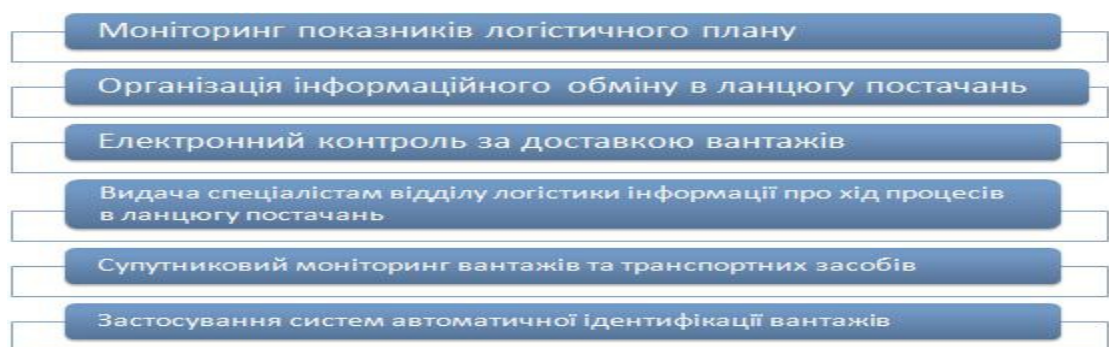 Моніторинг показників логістичного плану
Організація інформаційного обміну в ланцюгу постачань
Електронний контроль за доставкою вантажів
Видача спеціалістам відділу логістики інформації про хід процесів
в ланцюгу постачань
Супутниковий моніторинг вантажів та транспортних засобів
Застосування систем автоматичної ідентифікації вантажів